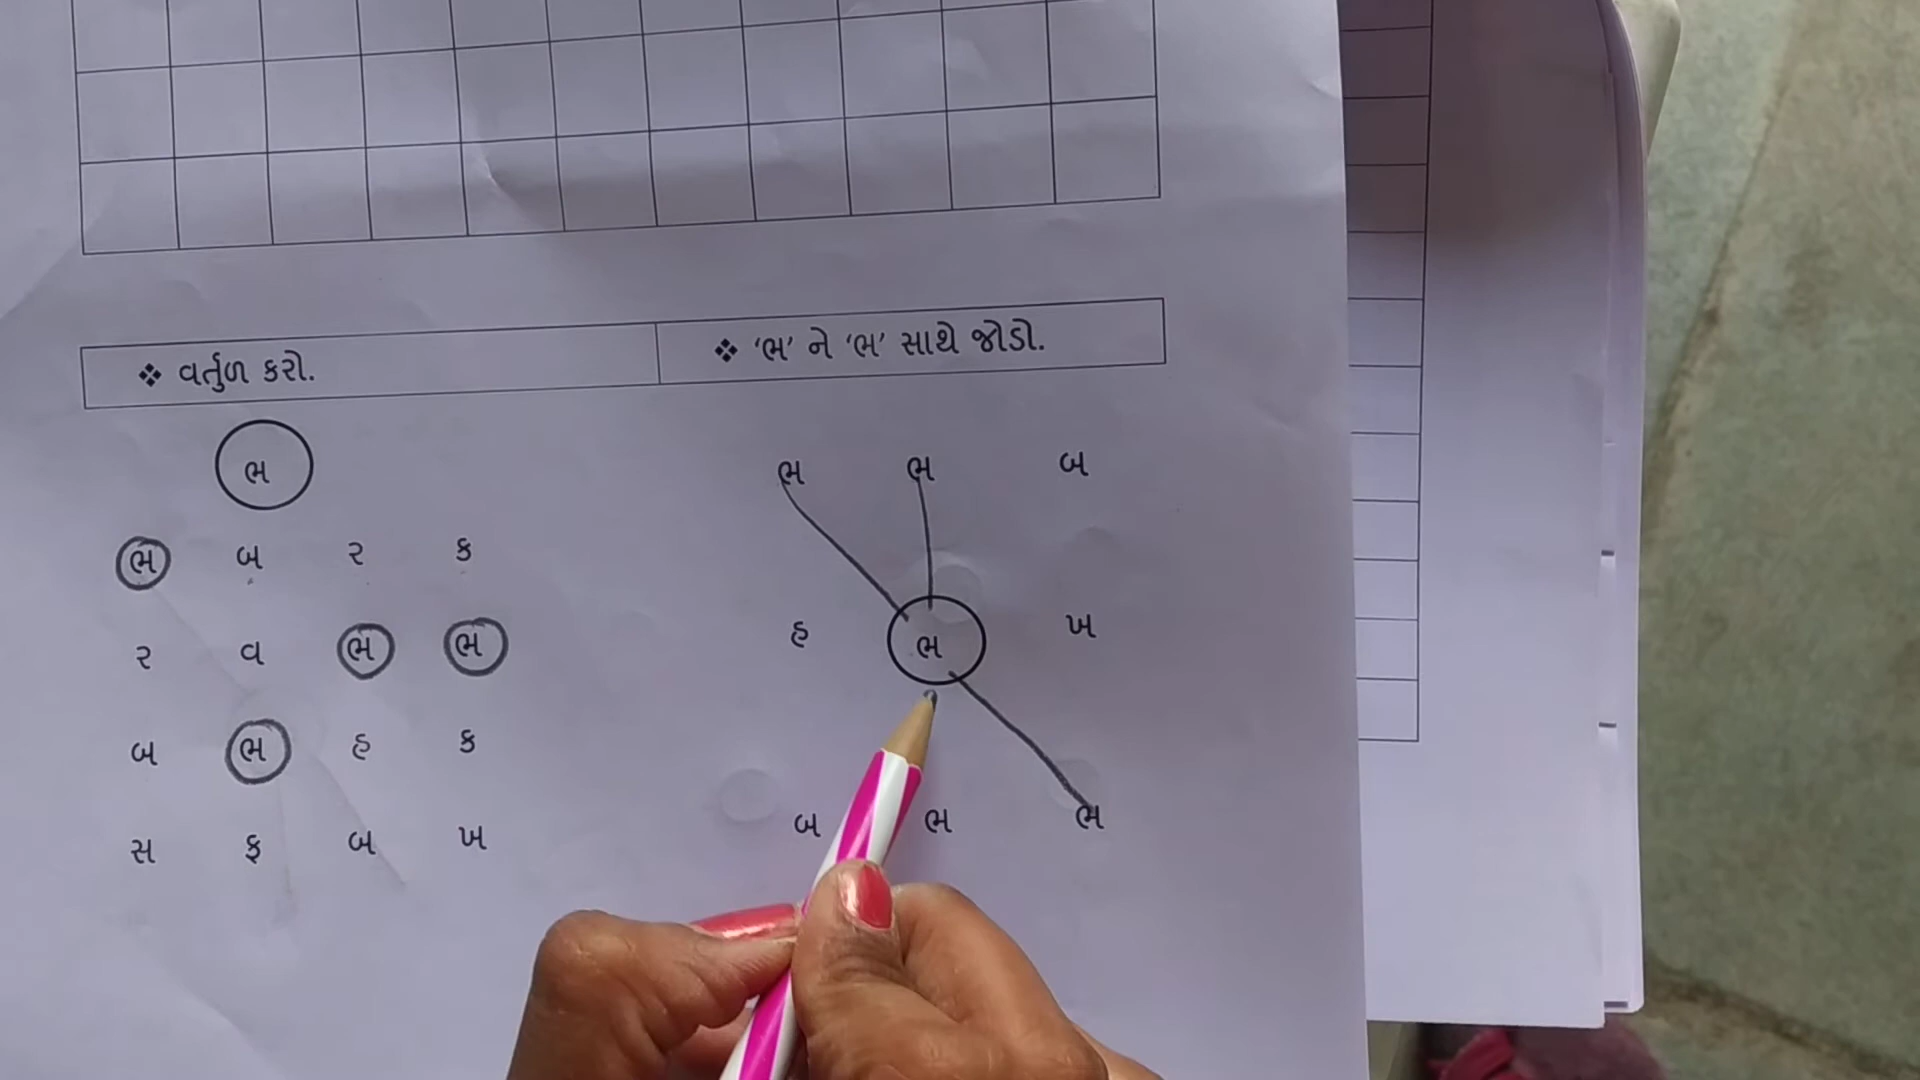 ❖ વર્તુળ કરો.
❖ ‘ભ’ ને ‘ભ’ સાથે જોડો.
ભ
ભ બ ર ક
ર વ ભ ભ
બ ભ હ ક
સ ફ બ ખ
ભ ભ બ
હ ભ ખ
બ ભ ભ